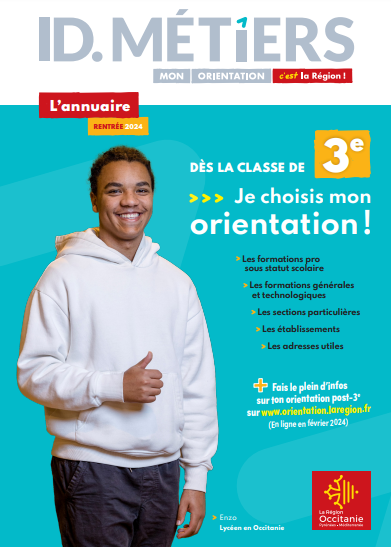 ID.MÉTIERS
MON ORIENTATION c'est la Région !
L'annuaire
RENTRÉE 2024
DÈS LA CLASSE DE 3e
>>> Je choisis mon
orientation !
> Les formations pro
sous statut scolaire
> Les formations générales
et technologiques
> Les sections particulières
> Les établissements
> Les adresses utiles
+ Fais le plein d'infos
sur ton orientation post-3e
sur www.orientation.laregion.fr
(En ligne en février 2024)
> Enzo
Lycéen en Occitanie
La Région
Occitanie
Pyrénées - Méditerranée